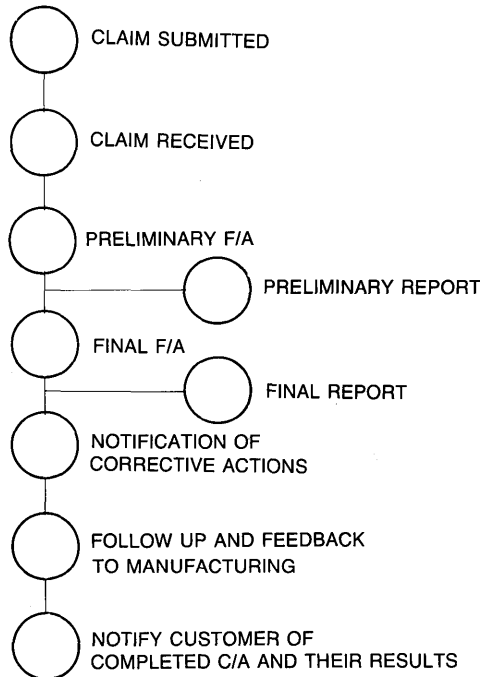 CLAIM SUBMITTED
CLAIM RECEIVED
PRELIMINARY F/A
PRELIMINARY REPORT
FINAL F/A
FINAL REPORT
NOTIFICATION OF
CORRECTIVE ACTIONS
FOLLOW UP AND FEEDBACK
TO MANUFACTURING
NOTIFY CUSTOMER OF
COMPLETED C/A AND THEIR RESULTS